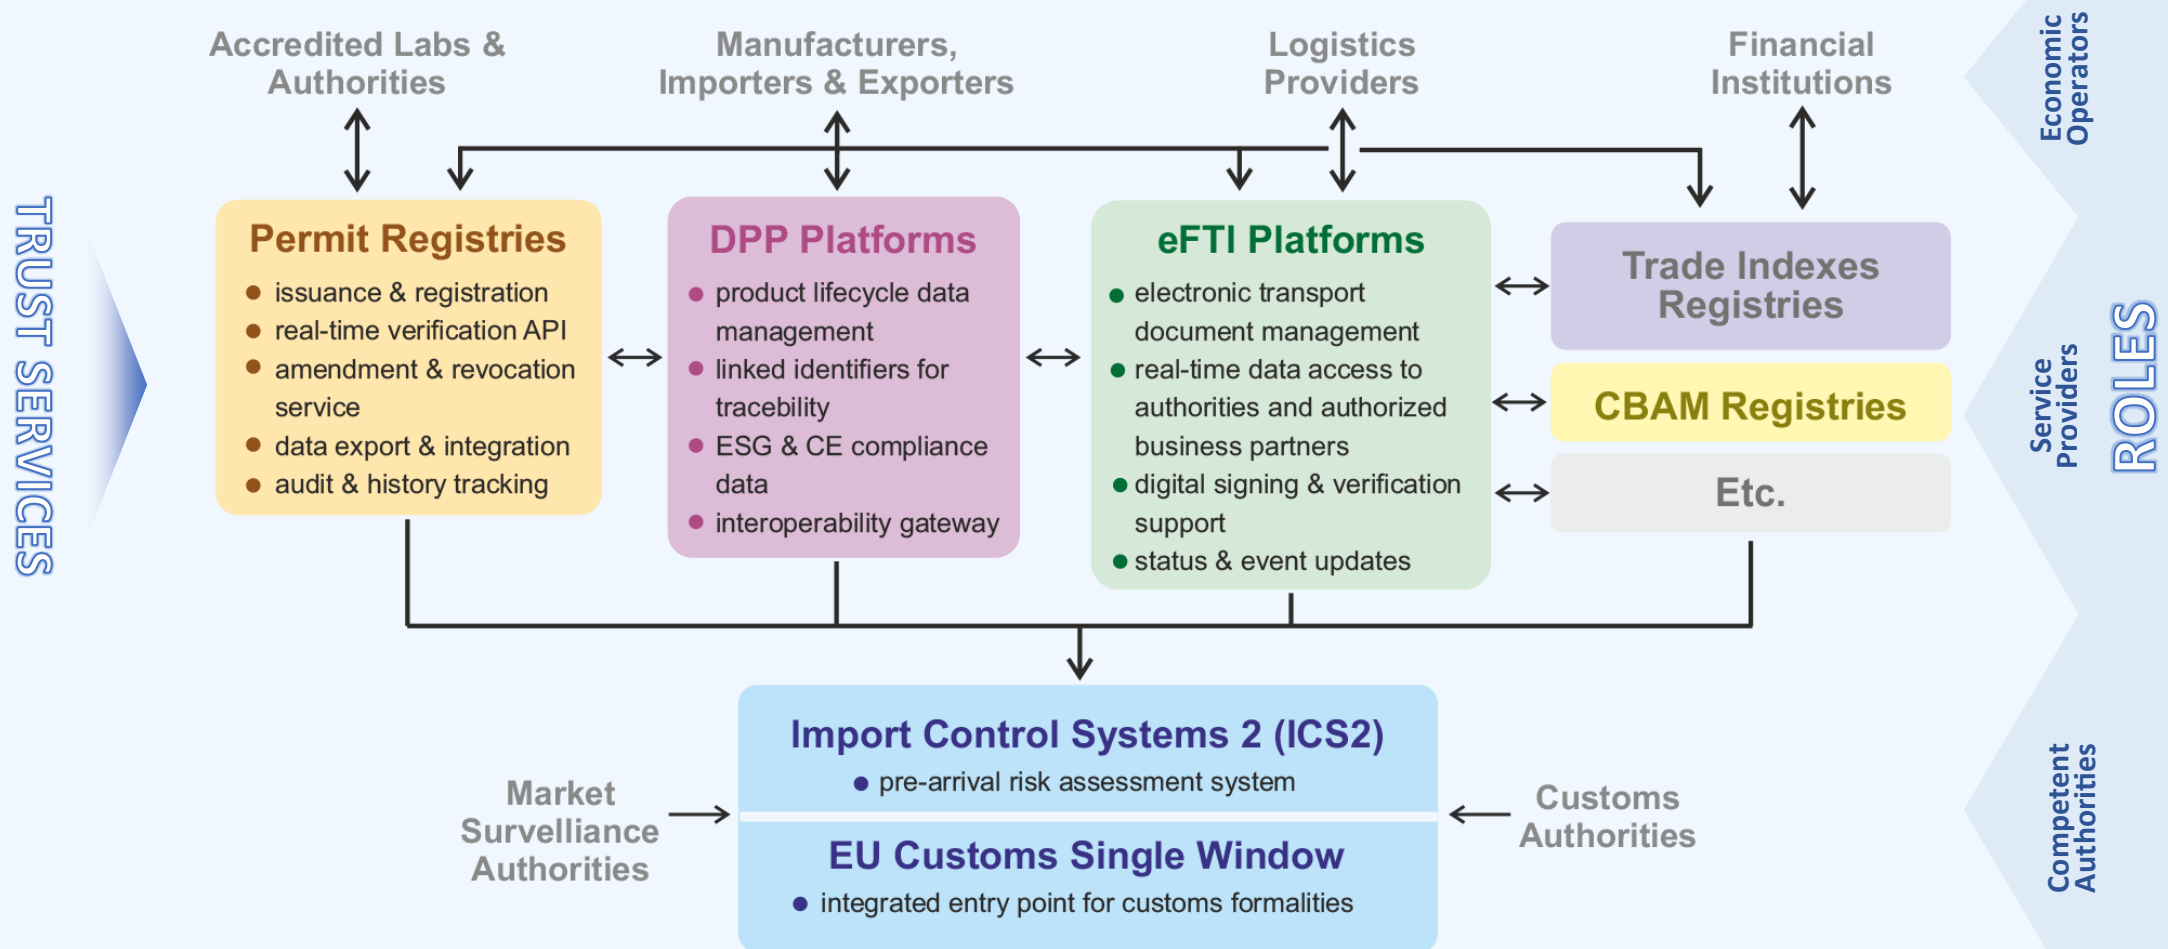 Accredited Labs &
Authorities
Manufacturers,
Importers & Exporters
Logistics
Providers
Financial
Institutions
Economic
Operators
TRUST SERVICES
Permit Registries
issuance & registration
real-time verification API
amendment & revocation
service
data export & integration
audit & history tracking
DPP Platforms
product lifecycle data
management
linked identifiers for
tracebility
ESG & CE compliance
data
interoperability gateway
eFTI Platforms
electronic transport
document management
real-time data access to
authorities and authorized
business partners
digital signing & verification
support
status & event updates
Trade Indexes
Registries
CBAM Registries
Etc.
Service
Providers
ROLES
Import Control Systems 2 (ICS2)
pre-arrival risk assessment system
EU Customs Single Window
integrated entry point for customs formalities
Market
Survelliance
Authorities
Customs
Authorities
Competent
Authorities